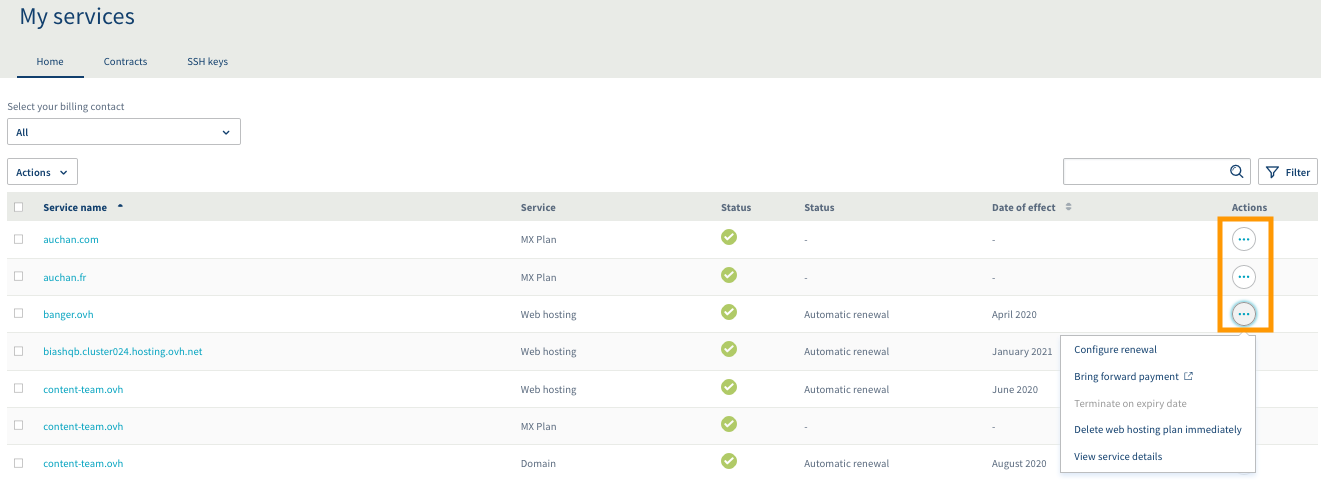 My services
Home Contracts SSH keys
Select your billing contact
All
Actions Filter
Service name Service Status Status Date of effect Actions
auchan.com MX Plan - -
auchan.fr MX Plan - -
banger.ovh Web hosting Automatic renewal April 2020
biashqb.cluster024.hosting.ovh.net Web hosting Automatic renewal January 2021
Configure renewal
Bring forward payment
content-team.ovh Web hosting Automatic renewal June 2020
Terminate on expiry date
content-team.ovh MX Plan - -
Delete web hosting plan immediately
content-team.ovh Domain Automatic renewal August 2020
View service details